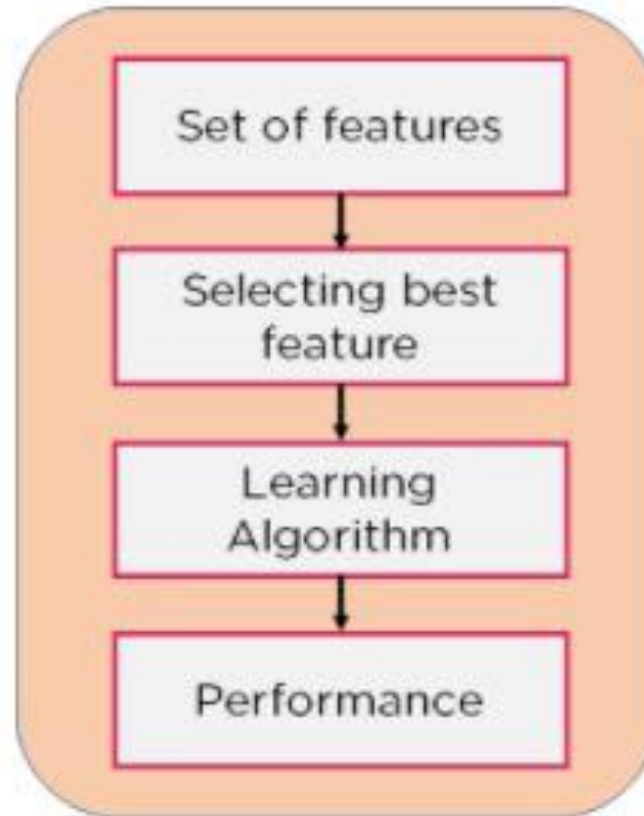 Set of features
Selecting best
feature
Learning
Algorithm
Performance